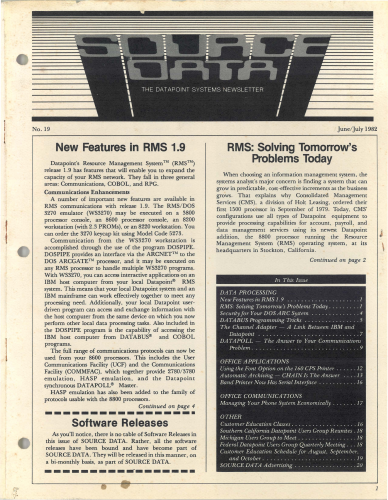 SOURCE
DATA
THE DATAPOINT SYSTEMS NEWSLETTER
No. 19
June/July 1982
New Features in RMS 1.9
Datapoint's Resource Management System™ (RMS™)
release 1.9 has features that will enable you to expand the
capacity of your RMS network. They fall in three general
areas: Communications, COBOL, and RPG.
Communications Enhancements
A number of important new features are available in
RMS communications with release 1.9. The RMS/DOS
3270 emulator (WS3270) may be executed on a 3800
processor console, an 8600 processor console, an 8200
workstation (with 2.3 PROMs), or an 8220 workstation. You
can order the 3270 keytop kit using Model Code 5273.
Communication from the WS3270 workstation is
accomplished through the use of the program DOSPIPE.
DOSPIPE provides an interface via the ARCNET™ to the
DOS ARCGATE™ processor, and it may be executed on
any RMS processor to handle multiple WS3270 programs.
With WS3270, you can access interactive applications on an
IBM host computer from your local Datapoint® RMS
system. This means that your local Datapoint system and an
IBM mainframe can work effectively together to meet any
processing need. Additionally, your local Datapoint user-
driven program can access and exchange information with
the host computer from the same device on which you now
perform other local data processing tasks. Also included in
the DOSPIPE program is the capability of accessing the
IBM host computer from DATABUS® and COBOL
programs.
The full range of communications protocols can now be
used from your 8600 processors. This includes the User
Communications Facility (UCF) and the Communications
Facility (COMMFAC), which together provide 2780/3780
emulation, HASP emulation, and the Datapoint
synchronous DATAPOLL® Master.
HASP emulation has also been added to the family of
protocols usable with the 8800 processors.
Continued on page 4
Software Releases
As you'll notice, there is no Cable of Software Releases in
this issue of SOURCE DATA. Rather, all the software
releases have been bound and have become part of
SOURCE DATA. They will be released in this manner, on
a bi-monthly basis, as part of SOURCE DATA.
RMS: Solving Tomorrow's
Problems Today
When choosing an information management system, the
systems analyst's major concern is finding a system that can
grow in predictable, cost effective increments as the business
grows. That explains why Consolidated Management
Services (CMS), a division of Holt Leasing, ordered their
first 1500 processor in September of 1979. Today, CMS'
configurations use all types of Datapoint equipment to
provide processing capabilities for account, payroll, and
data management services using its newest Datapoint
addition, the 8800 processor running the Resource
Management System (RMS) operating system, at its
headquarters in Stockton, California.
Continued on page 2
In This Issue
DATA PROCESSING
New Features in RMS 1.9 1
RMS: Solving Tomorrow's Problems Today 1
Security for Your DOS ARC System 4
DATABUS Programming Tricks
The Channel Adapter — A Link Between IBM and
Datapoint
DATAPOLL — The Answer to Your Communications
Problem 9
OFFICE APPLICATIONS
Using the Font Option on the 160 CPS Printer 12
Automatic Archiving — CHAIN Is The Answer
Band Printer Now Has Serial Interface 16
OFFICE COMMUNICATIONS
Managing Your Phone System Economically 17
OTHER
Customer Education Classes 16
Southern California Datapoint Users Group Reunites 18
Michigan Users Group to Meet 18
Federal Datapoint Users Group Quarterly Meeting 18
Customer Education Schedule for August, September,
and October 19
SOURCE DATA Advertising 20
1